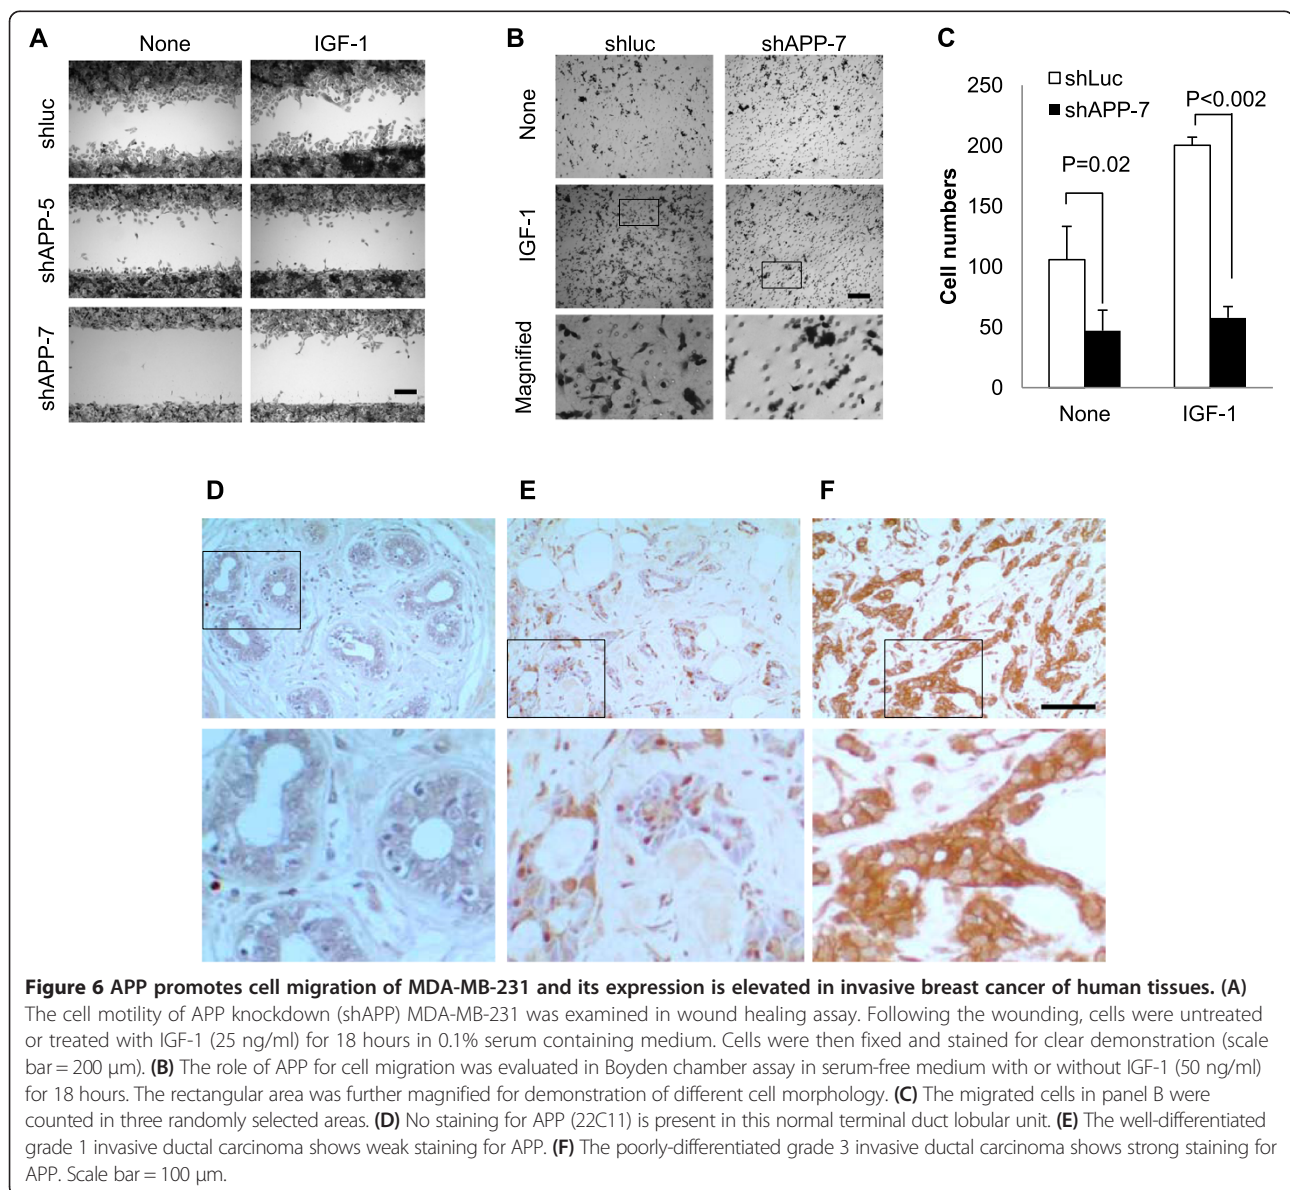 A
None
IGF-1
shluc
shAPP-5
shAPP-7
B
shluc
shAPP-7
None
IGF-1
Magnified
C
250
200
150
100
50
0
Cell numbers
shLuc
shAPP-7
P=0.02
P<0.002
None
IGF-1
D
E
F
Figure 6 APP promotes cell migration of MDA-MB-231 and its expression is elevated in invasive breast cancer of human tissues. (A)
The cell motility of APP knockdown (shAPP) MDA-MB-231 was examined in wound healing assay. Following the wounding, cells were untreated
or treated with IGF-1 (25 ng/ml) for 18 hours in 0.1% serum containing medium. Cells were then fixed and stained for clear demonstration (scale
bar = 200 μm). (B) The role of APP for cell migration was evaluated in Boyden chamber assay in serum-free medium with or without IGF-1 (50 ng/ml)
for 18 hours. The rectangular area was further magnified for demonstration of different cell morphology. (C) The migrated cells in panel B were
counted in three randomly selected areas. (D) No staining for APP (22C11) is present in this normal terminal duct lobular unit. (E) The well-differentiated
grade 1 invasive ductal carcinoma shows weak staining for APP. (F) The poorly-differentiated grade 3 invasive ductal carcinoma shows strong staining for
APP. Scale bar = 100 μm.